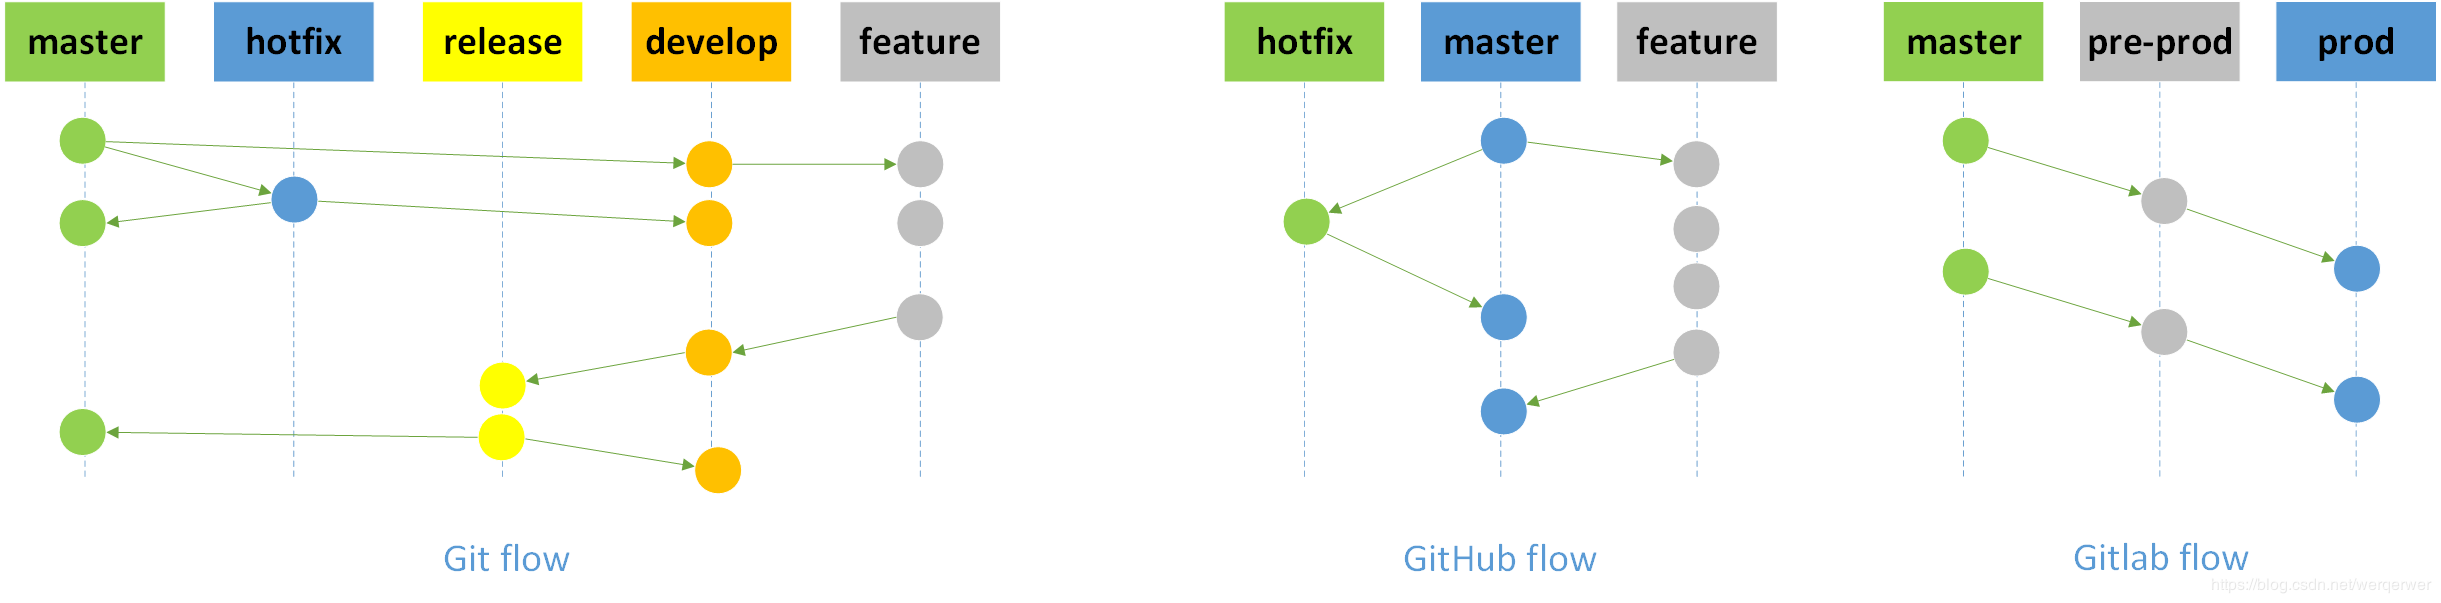 master hotfix release develop feature hotfix master feature master pre-prod prod
Git flow GitHub flow Gitlab flow
https://blog.csdn.net/werqerwer